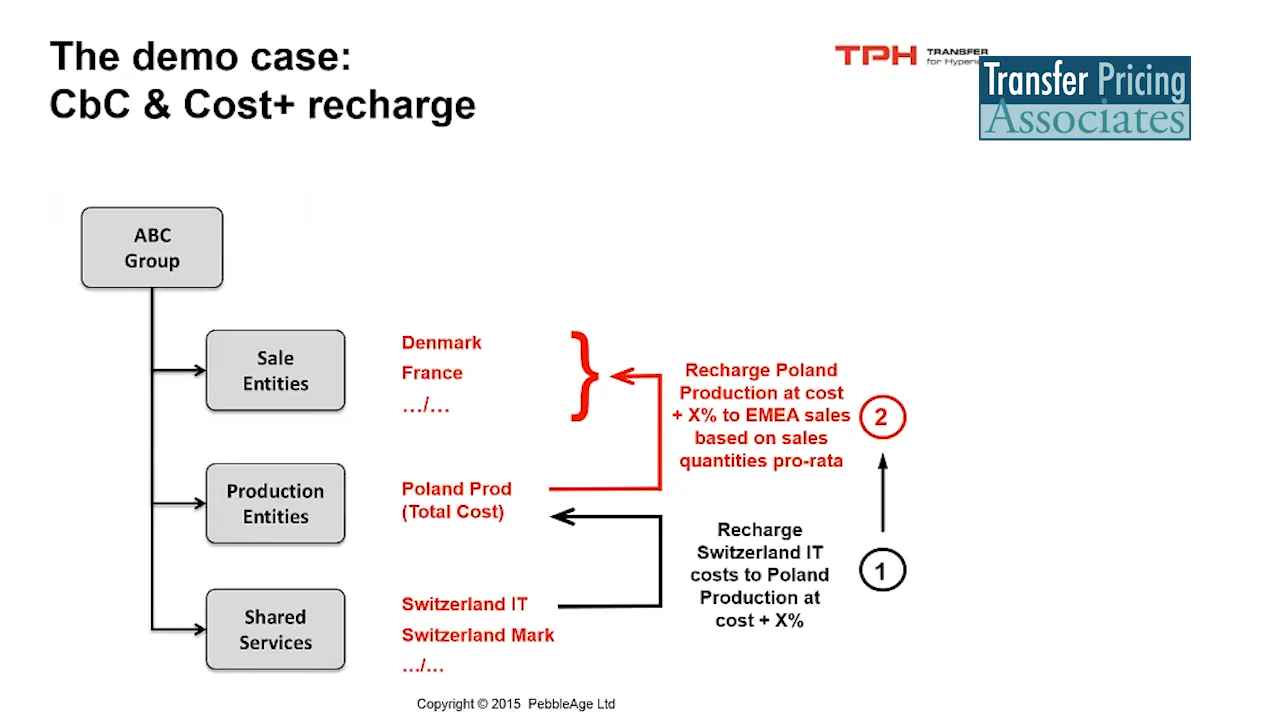 The demo case:
CbC & Cost+ recharge
TPH TRANSFER
for Hyperion
Transfer Pricing
Associates
ABC
Group
Sale
Entities
Denmark
France
.../...
Recharge Poland
Production at cost
+ X% to EMEA sales
based on sales
quantities pro-rata
2
Production
Entities
Poland Prod
(Total Cost)
Recharge
Switzerland IT
costs to Poland
Production at
cost + X%
1
Shared
Services
Switzerland IT
Switzerland Mark
.../...
Copyright © 2015 PebbleAge Ltd